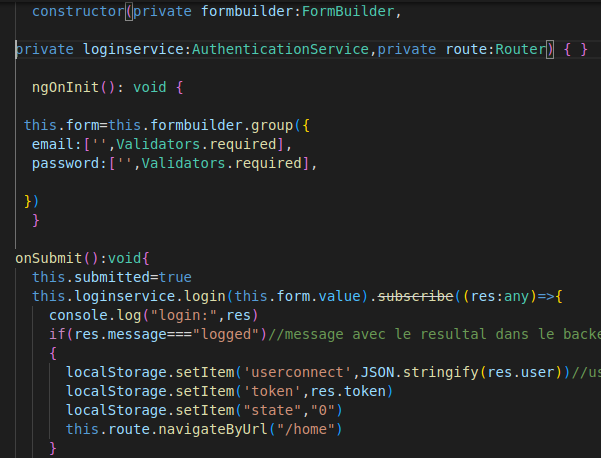 constructor(private formbuilder:FormBuilder,
private loginservice:AuthenticationService,private route:Router) { }
ngOnInit(): void {
this.form=this.formbuilder.group({
email:['',Validators.required],
password:['',Validators.required],
})
}
onSubmit():void{
this.submitted=true
this.loginservice.login(this.form.value).subscribe((res:any)=>{
console.log("login:",res)
if(res.message==="logged")//message avec le resultal dans le backe
{
localStorage.setItem('userconnect',JSON.stringify(res.user))//us
localStorage.setItem('token',res.token)
localStorage.setItem("state","0")
this.route.navigateByUrl("/home")
}